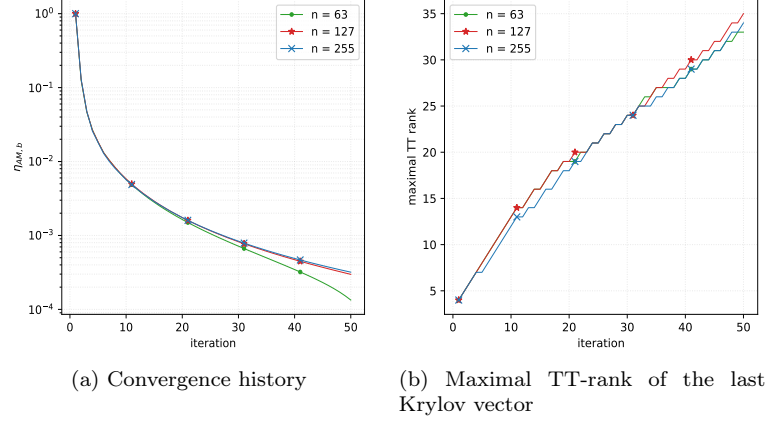 10⁰
10⁻¹
10⁻²
10⁻³
10⁻⁴
η_{AM,b}
0 10 20 30 40 50
iteration
n = 63
n = 127
n = 255
(a) Convergence history
35
30
25
20
15
10
5
maximal TT rank
0 10 20 30 40 50
iteration
n = 63
n = 127
n = 255
(b) Maximal TT-rank of the last
Krylov vector